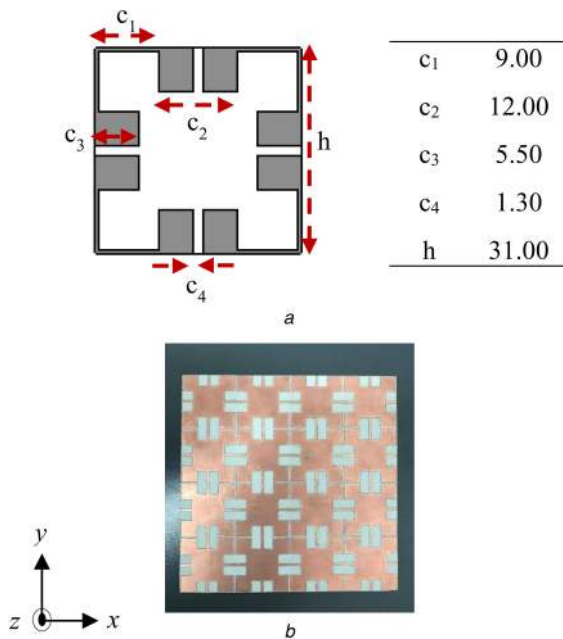 c₁
c₂
c₃
h
c₄
c₁ 9.00
c₂ 12.00
c₃ 5.50
c₄ 1.30
h 31.00
a
y
z
x
b